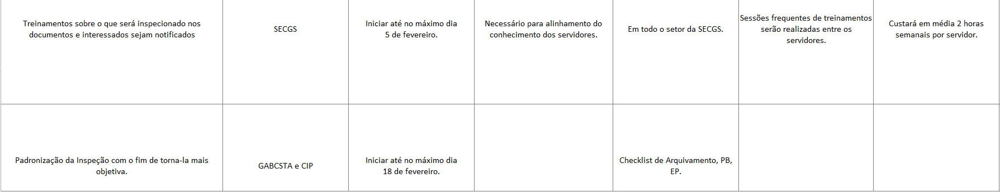 Treinamentos sobre o que será inspecionado nos
documentos e interessados sejam notificados
SECGS
Iniciar até no máximo dia
5 de fevereiro.
Necessário para alinhamento do
conhecimento dos servidores.
Em todo o setor da SECGS.
Sessões frequentes de treinamentos
serão realizadas entre os
servidores.
Custará em média 2 horas
semanais por servidor.
Padronização da Inspeção com o fim de torna-la mais
objetiva.
GABCSTA e CIP
Iniciar até no máximo dia
18 de fevereiro.
Checklist de Arquivamento, PB,
EP.